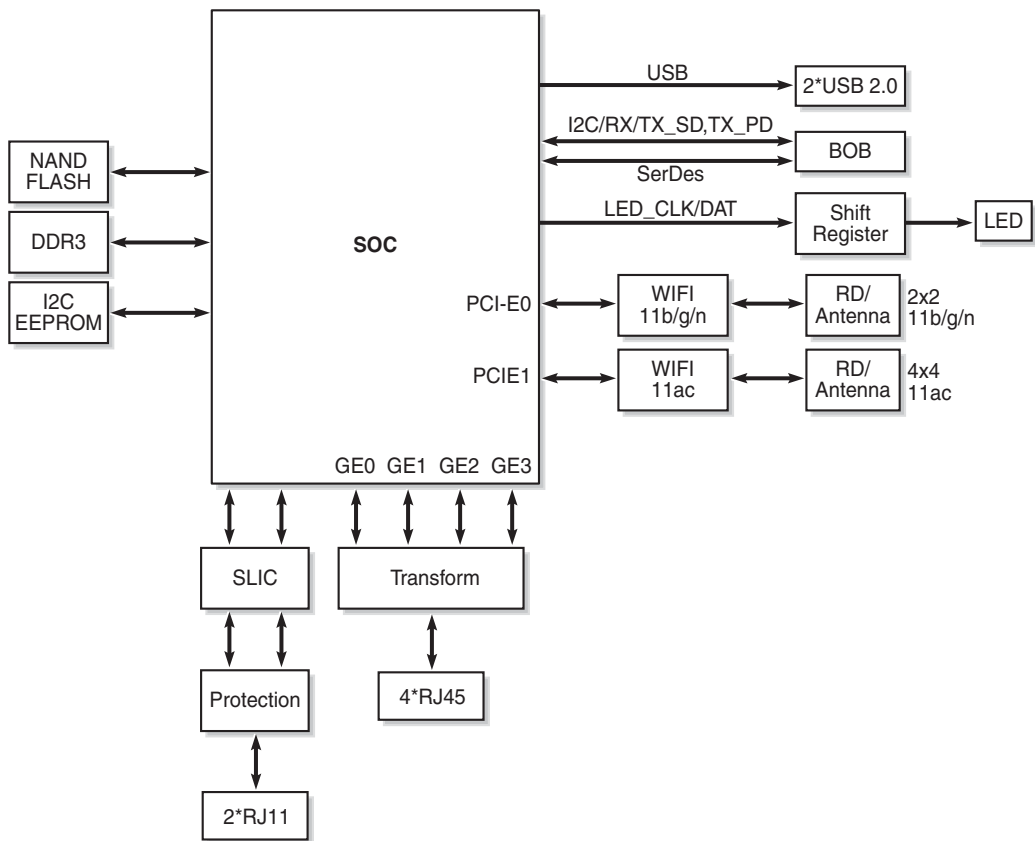 USB
2*USB 2.0
I2C/RX/TX_SD,TX_PD
BOB
SerDes
NAND
FLASH
LED_CLK/DAT
Shift
Register
LED
DDR3
SOC
I2C
EEPROM
PCI-E0
WIFI
11b/g/n
RD/
Antenna
2x2
11b/g/n
PCIE1
WIFI
11ac
RD/
Antenna
4x4
11ac
GE0 GE1 GE2 GE3
SLIC
Transform
Protection
4*RJ45
2*RJ11